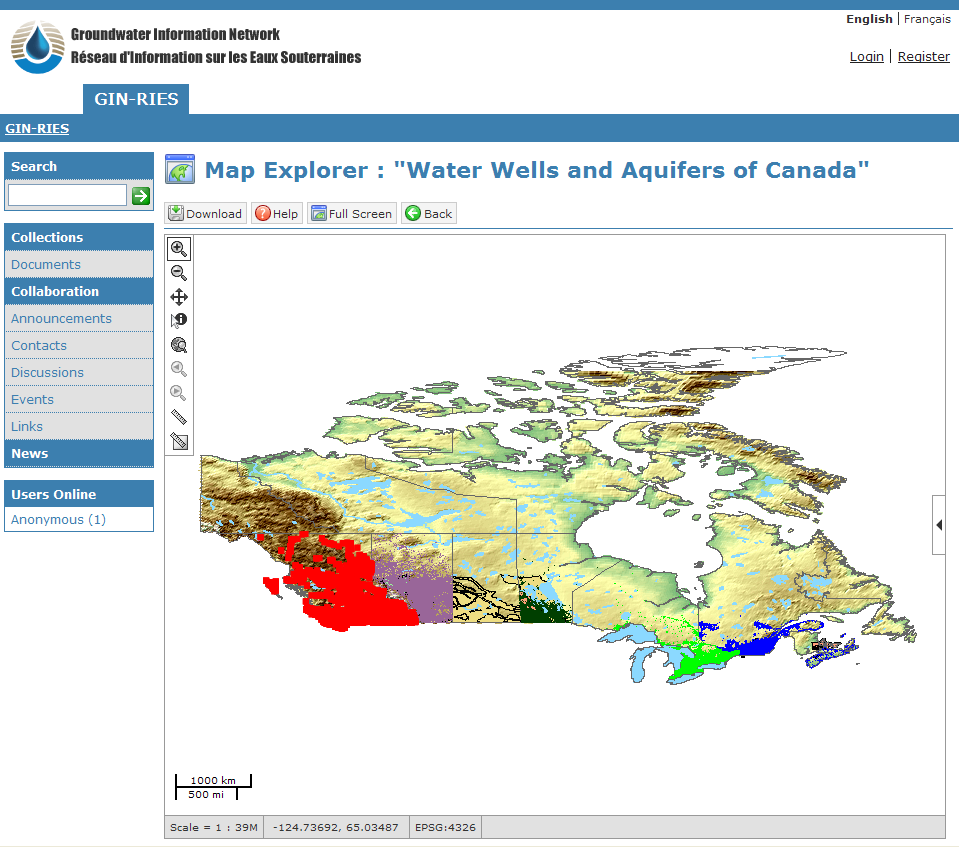 English | Français
Groundwater Information Network
Réseau d'Information sur les Eaux Souterraines
Login | Register
GIN-RIES
GIN-RIES
Search
Map Explorer : "Water Wells and Aquifers of Canada"
Download Help Full Screen Back
Collections
Documents
Collaboration
Announcements
Contacts
Discussions
Events
Links
News
Users Online
Anonymous (1)
1000 km
500 mi
Scale = 1 : 39M -124.73692, 65.03487 EPSG:4326